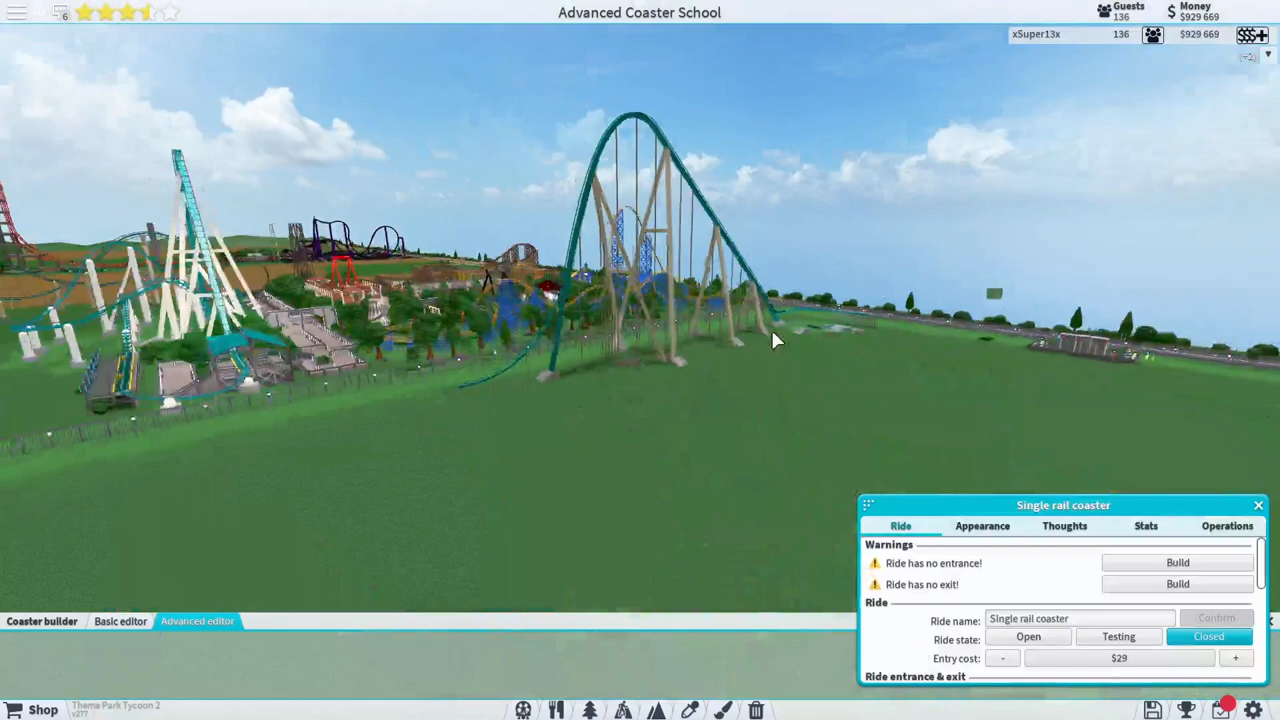 6
Advanced Coaster School
Guests
136
Money
$929 669
xSuper13x 136 $929 669
$$$+
Single rail coaster
Ride Appearance Thoughts Stats Operations
Warnings
Ride has no entrance! Build
Ride has no exit! Build
Ride
Ride name: Single rail coaster Confirm
Ride state: Open Testing Closed
Entry cost: - $29 +
Ride entrance & exit
Coaster builder Basic editor Advanced editor
Shop
Theme Park Tycoon 2
v277